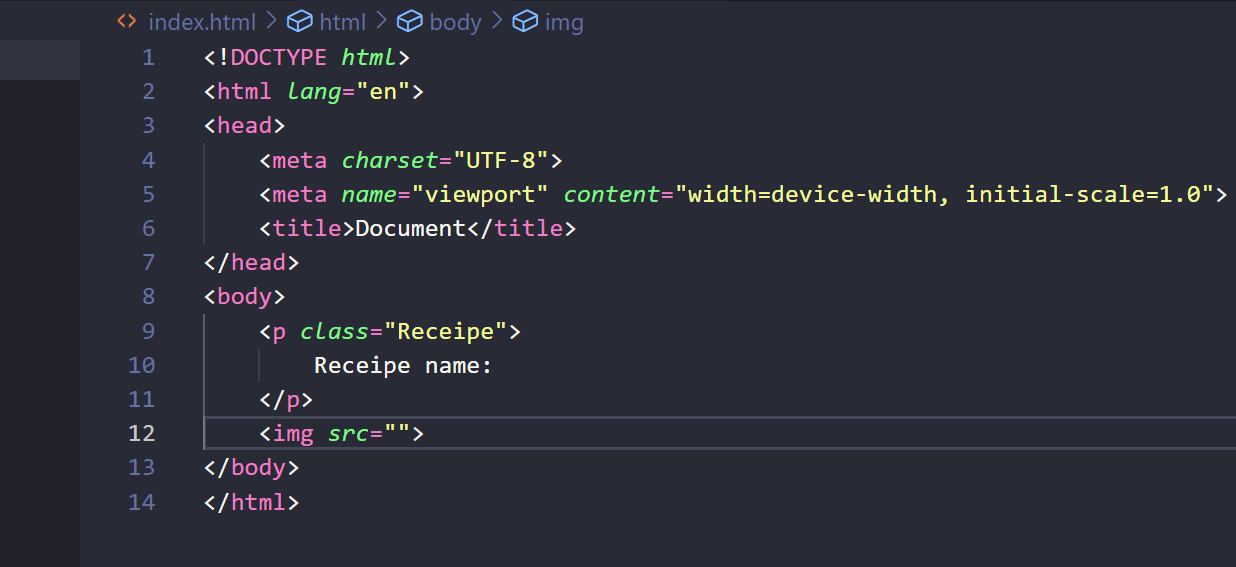 index.html > html > body > img
1 <!DOCTYPE html>
2 <html lang="en">
3 <head>
4     <meta charset="UTF-8">
5     <meta name="viewport" content="width=device-width, initial-scale=1.0">
6     <title>Document</title>
7 </head>
8 <body>
9     <p class="Receipe">
10         Receipe name:
11     </p>
12     <img src="">
13 </body>
14 </html>